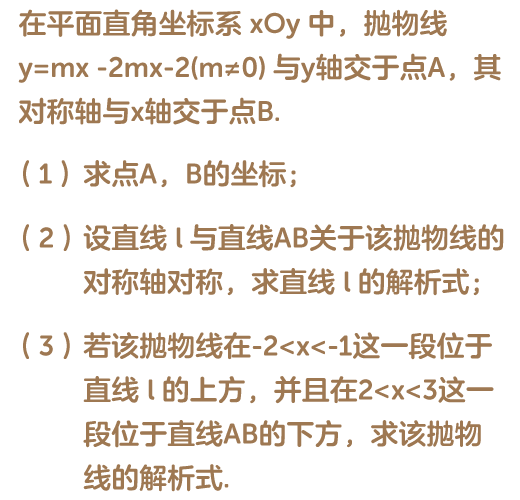 在平面直角坐标系 xOy 中，抛物线
y=mx -2mx-2(m≠0) 与y轴交于点A，其
对称轴与x轴交于点B.
（1）求点A，B的坐标；
（2）设直线 l 与直线AB关于该抛物线的
对称轴对称，求直线 l 的解析式；
（3）若该抛物线在-2<x<-1这一段位于
直线 l 的上方，并且在2<x<3这一
段位于直线AB的下方，求该抛物
线的解析式.